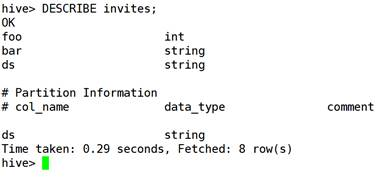 hive> DESCRIBE invites;
OK
foo int
bar string
ds string
# Partition Information
# col_name data_type comment
ds string
Time taken: 0.29 seconds, Fetched: 8 row(s)
hive>